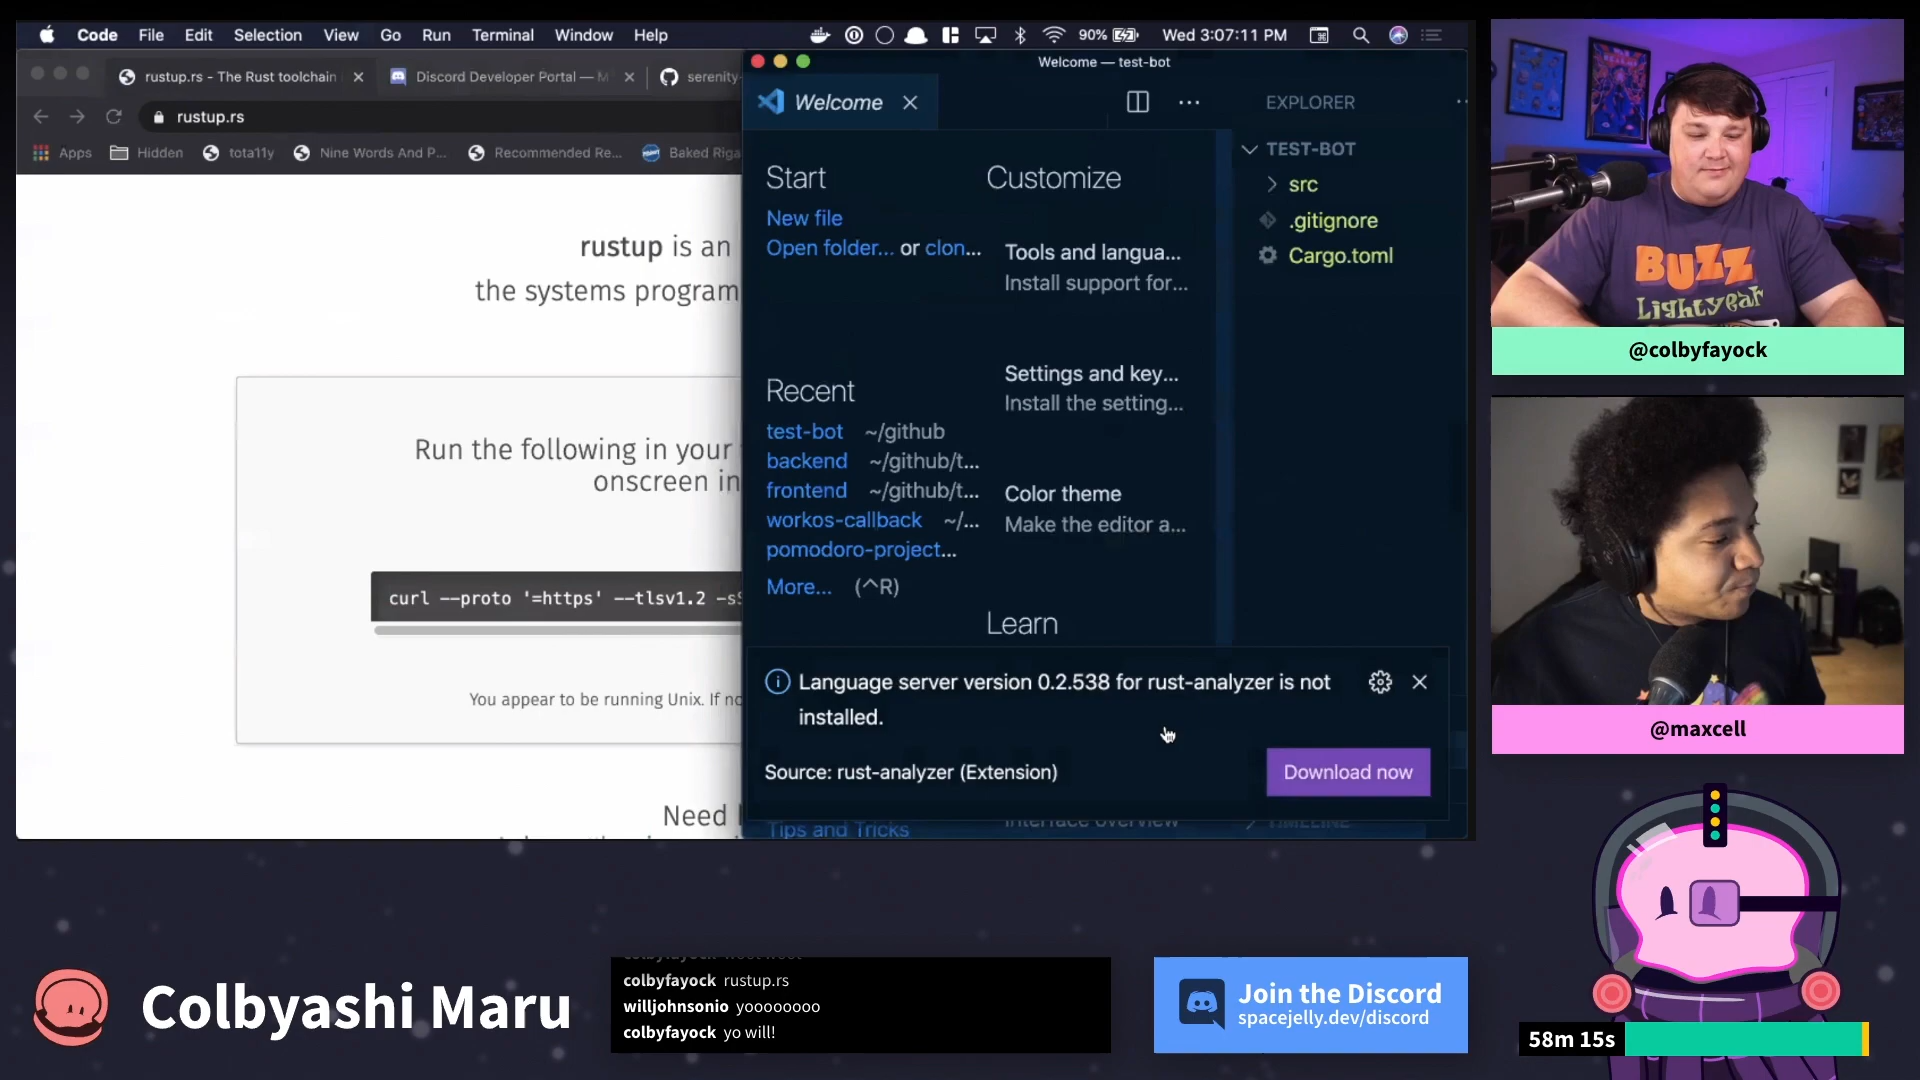 Code File Edit Selection View Go Run Terminal Window Help
90% Wed 3:07:11 PM
rustup.rs - The Rust toolchain
Discord Developer Portal — M
serenity-
rustup.rs
Apps Hidden tota11y Nine Words And P... Recommended Re... Baked Riga
rustup is an
the systems program
Run the following in your
onscreen in
curl --proto '=https' --tlsv1.2 -sS
You appear to be running Unix. If no
Need
Welcome — test-bot
Welcome
Start
New file
Open folder... or clon...
Recent
test-bot ~/github
backend ~/github/t...
frontend ~/github/t...
workos-callback ~/...
pomodoro-project...
More... (^R)
Customize
Tools and langua...
Install support for...
Settings and key...
Install the setting...
Color theme
Make the editor a...
Learn
EXPLORER
TEST-BOT
src
.gitignore
Cargo.toml
Language server version 0.2.538 for rust-analyzer is not
installed.
Source: rust-analyzer (Extension)
Download now
Tips and Tricks
Interface overview
TIMELINE
BUZZ
Lightyear
@colbyfayock
@maxcell
Colbyashi Maru
colbyfayock rustup.rs
willjohnsonio yoooooooo
colbyfayock yo will!
Join the Discord
spacejelly.dev/discord
58m 15s